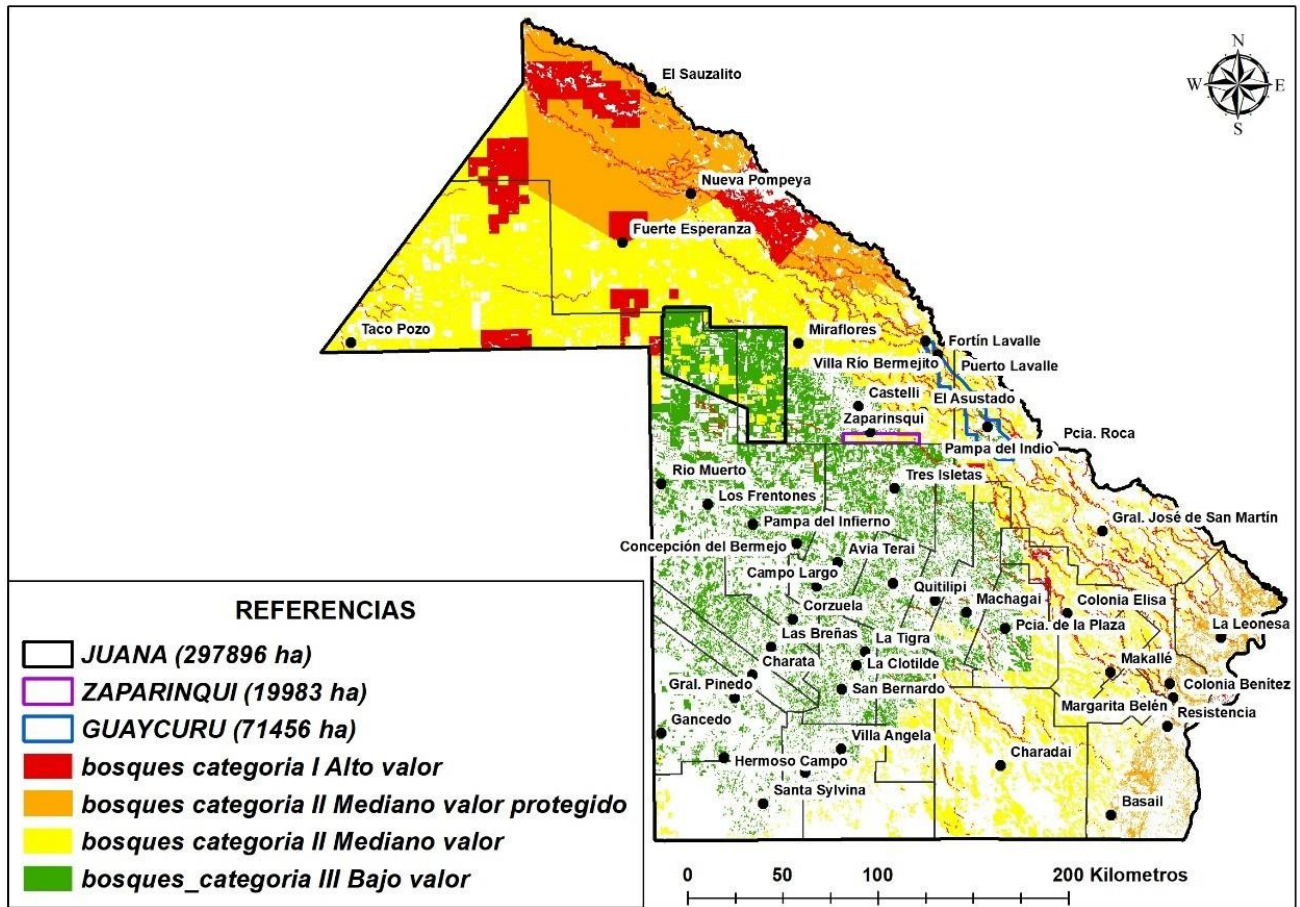 N
W E
S
El Sauzalito
Nueva Pompeya
Fuerte Esperanza
Taco Pozo
Miraflores
Fortín Lavalle
Villa Río Bermejito
Puerto Lavalle
Castelli
El Asustado
Zaparinsqui
Pcia. Roca
Pampa del Indio
Rio Muerto
Tres Isletas
Los Frentones
Pampa del Infierno
Gral. José de San Martín
Concepción del Bermejo
Avia Terai
Campo Largo
Quitilipi
Machagai
Colonia Elisa
Corzuela
Pcia. de la Plaza
La Leonesa
Las Breñas
La Tigra
Charata
La Clotilde
Makallé
Gral. Pinedo
San Bernardo
Colonia Benítez
Margarita Belén
Resistencia
Gancedo
Villa Angela
Hermoso Campo
Charadai
Santa Sylvina
Basail
REFERENCIAS
JUANA (297896 ha)
ZAPARINQUI (19983 ha)
GUAYCURU (71456 ha)
bosques categoria I Alto valor
bosques categoria II Mediano valor protegido
bosques categoria II Mediano valor
bosques_categoria III Bajo valor
0 50 100 200 Kilometros